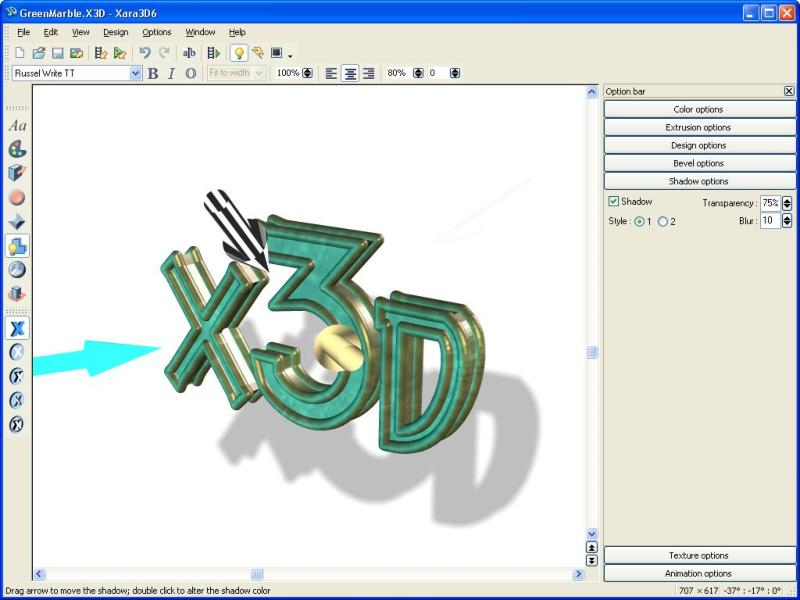 GreenMarble.X3D - Xara3D6
File Edit View Design Options Window Help
a|b
Russel Write TT B I O Fit to width 100% 80% 0
Option bar
Color options
Extrusion options
Design options
Bevel options
Shadow options
Shadow Transparency : 75%
Style : 1 2 Blur : 10
Aa
X3D
X
X
X
X
X
Texture options
Animation options
Drag arrow to move the shadow; double click to alter the shadow color 707 × 617 -37° : -17° : 0°